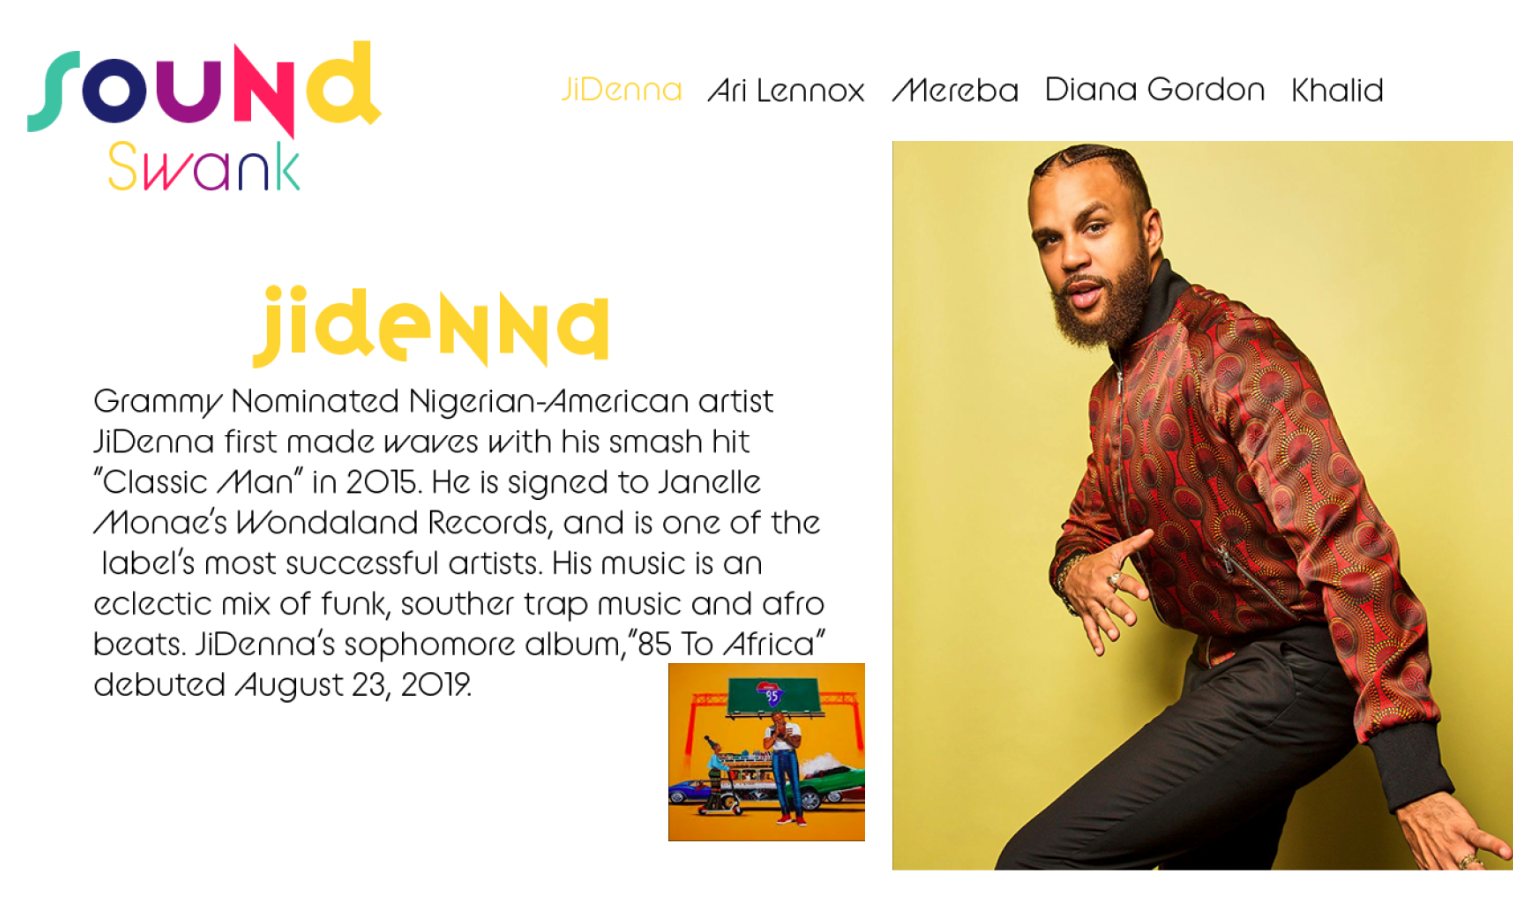 sound
Swank
JiDenna Ari Lennox Mereba Diana Gordon Khalid
jidenna
Grammy Nominated Nigerian-American artist
JiDenna first made waves with his smash hit
"Classic Man" in 2015. He is signed to Janelle
Monae's Wondaland Records, and is one of the
label's most successful artists. His music is an
eclectic mix of funk, souther trap music and afro
beats. JiDenna's sophomore album,"85 To Africa"
debuted August 23, 2019.
85